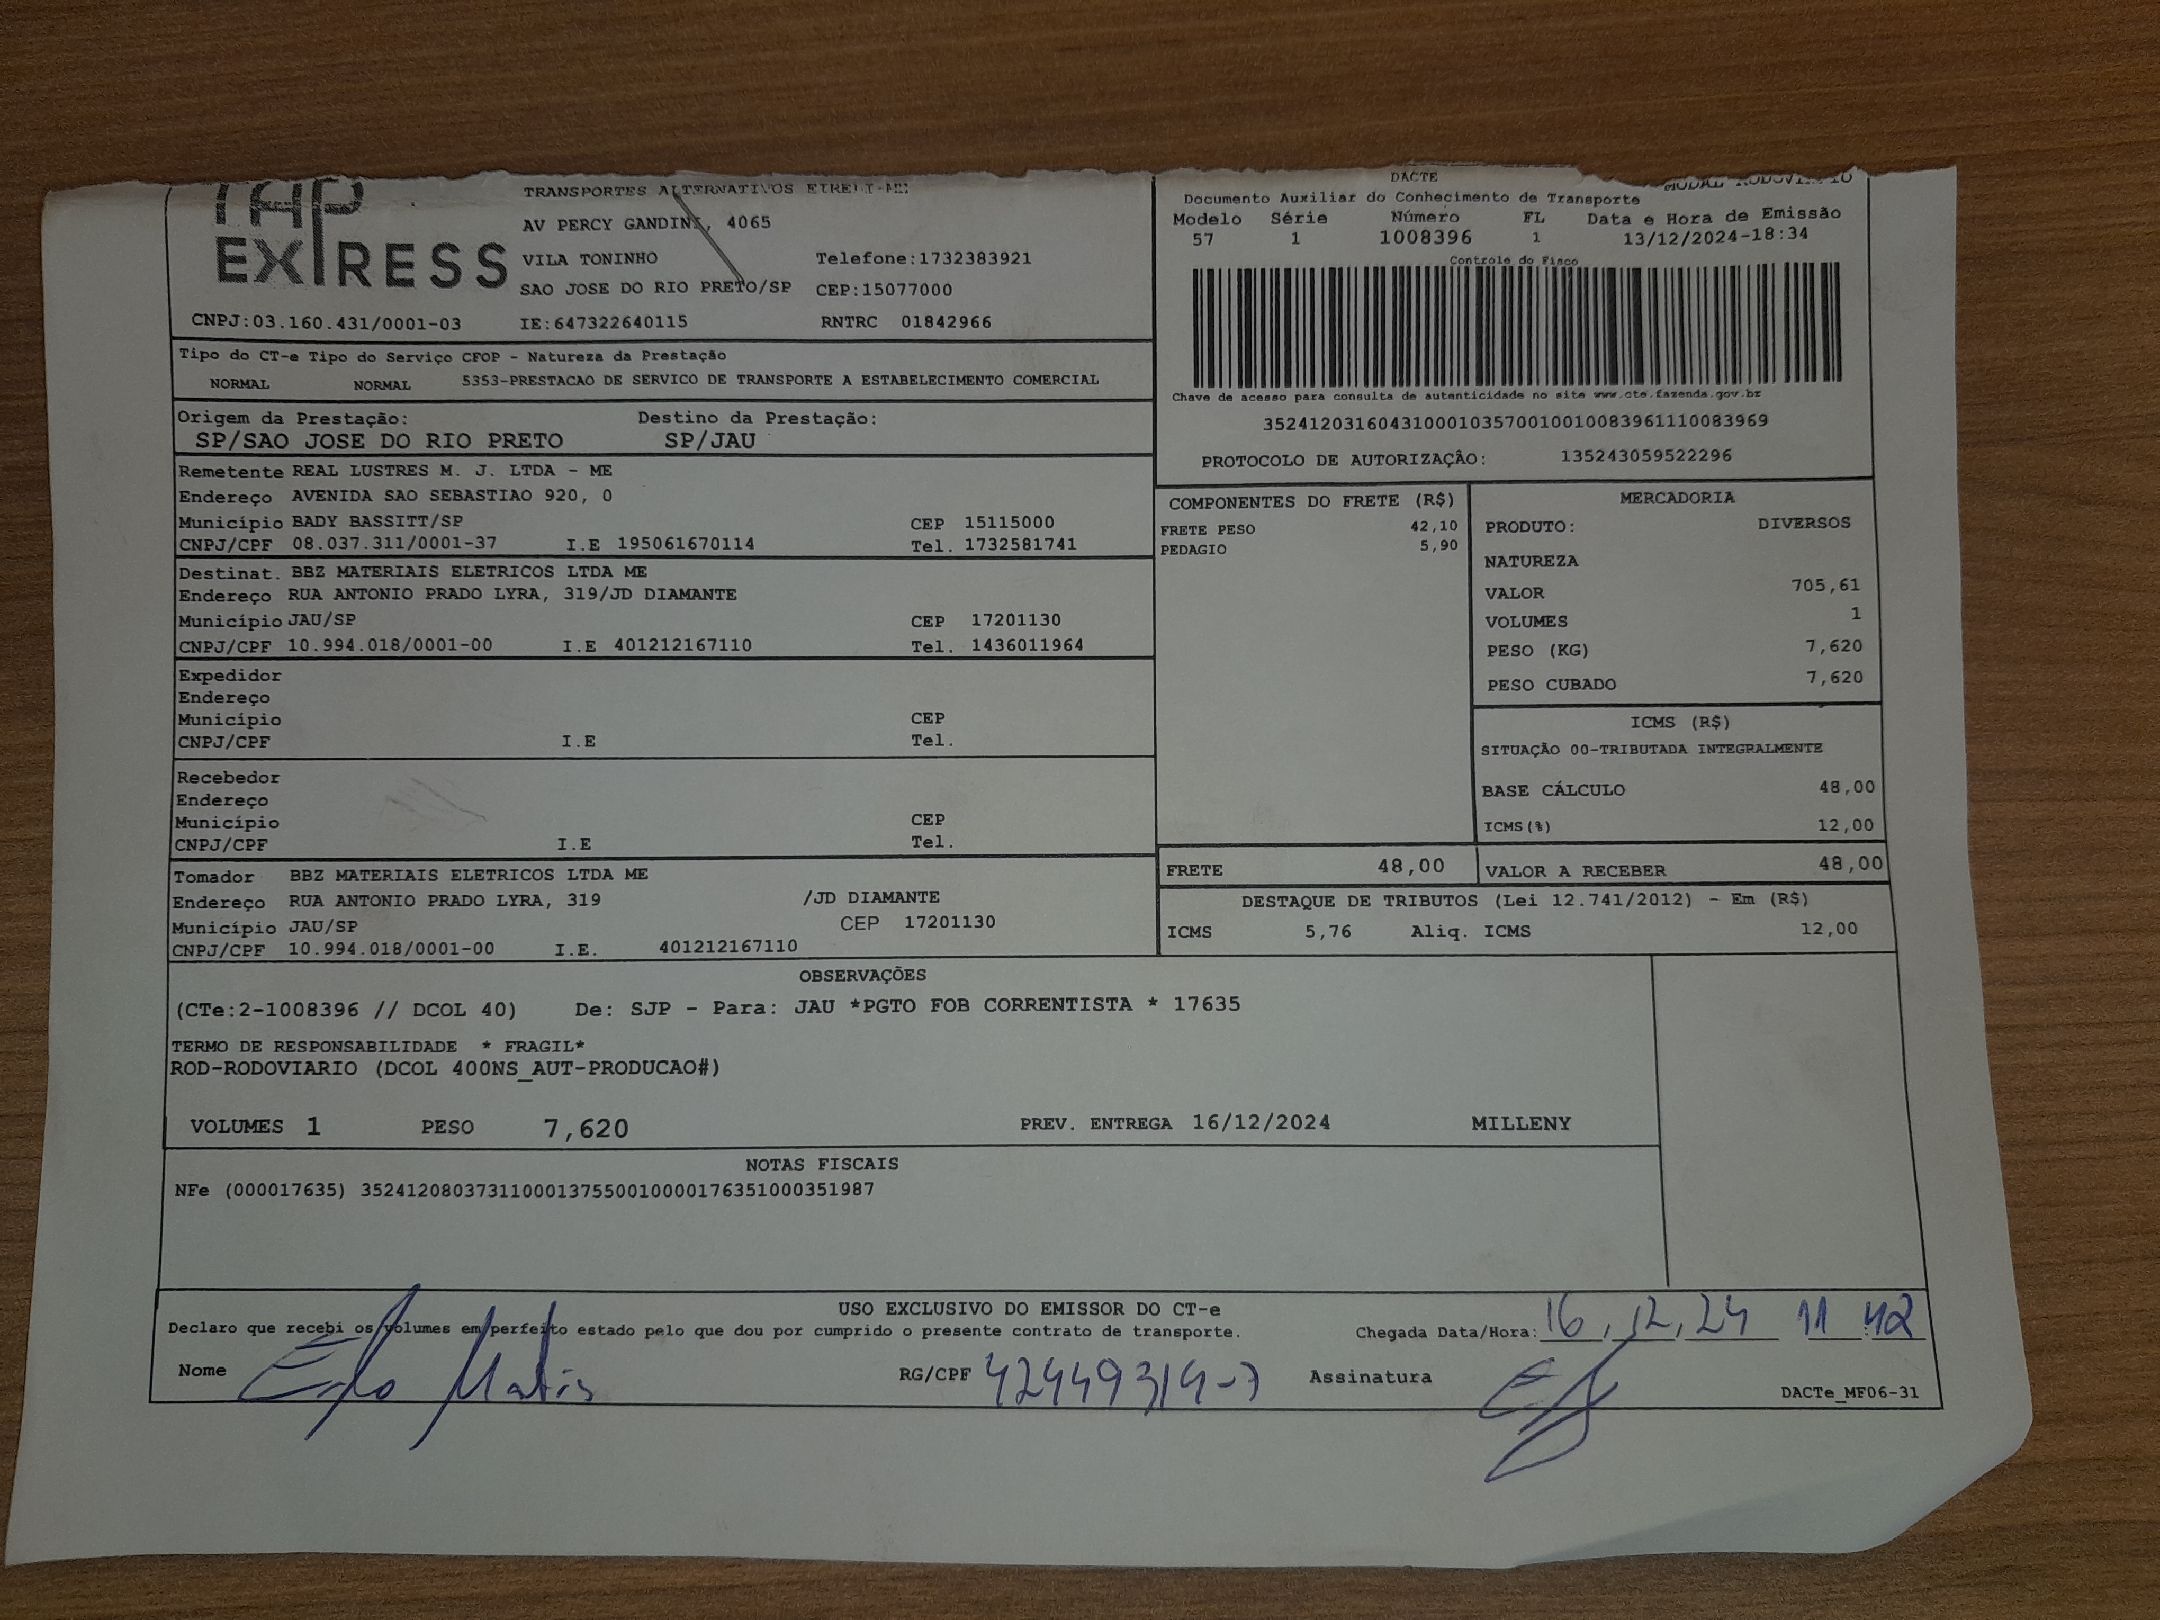 TAP
EXPRESS
TRANSPORTES ALTERNATIVOS EIRELI-ME
AV PERCY GANDINI, 4065
VILA TONINHO Telefone:1732383921
SAO JOSE DO RIO PRETO/SP CEP:15077000
CNPJ:03.160.431/0001-03 IE:647322640115 RNTRC 01842966
DACTE MODAL RODOVIARIO
Documento Auxiliar do Conhecimento de Transporte
Modelo Série Número FL Data e Hora de Emissão
57 1 1008396 1 13/12/2024-18:34
Controle do Fisco
Chave de acesso para consulta de autenticidade no site www.cte.fazenda.gov.br
35241203160431000103570010010083961110083969
PROTOCOLO DE AUTORIZAÇÃO: 135243059522296
Tipo do CT-e Tipo do Serviço CFOP - Natureza da Prestação
NORMAL NORMAL 5353-PRESTACAO DE SERVICO DE TRANSPORTE A ESTABELECIMENTO COMERCIAL
Origem da Prestação: Destino da Prestação:
SP/SAO JOSE DO RIO PRETO SP/JAU
Remetente REAL LUSTRES M. J. LTDA - ME
Endereço AVENIDA SAO SEBASTIAO 920, 0
Município BADY BASSITT/SP CEP 15115000
CNPJ/CPF 08.037.311/0001-37 I.E 195061670114 Tel. 1732581741
Destinat. BBZ MATERIAIS ELETRICOS LTDA ME
Endereço RUA ANTONIO PRADO LYRA, 319/JD DIAMANTE
Município JAU/SP CEP 17201130
CNPJ/CPF 10.994.018/0001-00 I.E 401212167110 Tel. 1436011964
Expedidor
Endereço
Município CEP
CNPJ/CPF I.E Tel.
Recebedor
Endereço
Município CEP
CNPJ/CPF I.E Tel.
Tomador BBZ MATERIAIS ELETRICOS LTDA ME
Endereço RUA ANTONIO PRADO LYRA, 319 /JD DIAMANTE
Município JAU/SP CEP 17201130
CNPJ/CPF 10.994.018/0001-00 I.E. 401212167110
COMPONENTES DO FRETE (R$)
FRETE PESO 42,10
PEDAGIO 5,90
MERCADORIA
PRODUTO: DIVERSOS
NATUREZA
VALOR 705,61
VOLUMES 1
PESO (KG) 7,620
PESO CUBADO 7,620
ICMS (R$)
SITUAÇÃO 00-TRIBUTADA INTEGRALMENTE
BASE CÁLCULO 48,00
ICMS(%) 12,00
FRETE 48,00 VALOR A RECEBER 48,00
DESTAQUE DE TRIBUTOS (Lei 12.741/2012) - Em (R$)
ICMS 5,76 Aliq. ICMS 12,00
OBSERVAÇÕES
(CTe:2-1008396 // DCOL 40) De: SJP - Para: JAU *PGTO FOB CORRENTISTA * 17635
TERMO DE RESPONSABILIDADE * FRAGIL*
ROD-RODOVIARIO (DCOL 400NS_AUT-PRODUCAO#)
VOLUMES 1 PESO 7,620 PREV. ENTREGA 16/12/2024 MILLENY
NOTAS FISCAIS
NFe (000017635) 35241208037311000137550010000176351000351987
USO EXCLUSIVO DO EMISSOR DO CT-e
Declaro que recebi os volumes em perfeito estado pelo que dou por cumprido o presente contrato de transporte. Chegada Data/Hora: 16, 12, 24 11 42
Nome RG/CPF 42949319-7 Assinatura
DACTe_MF06-31